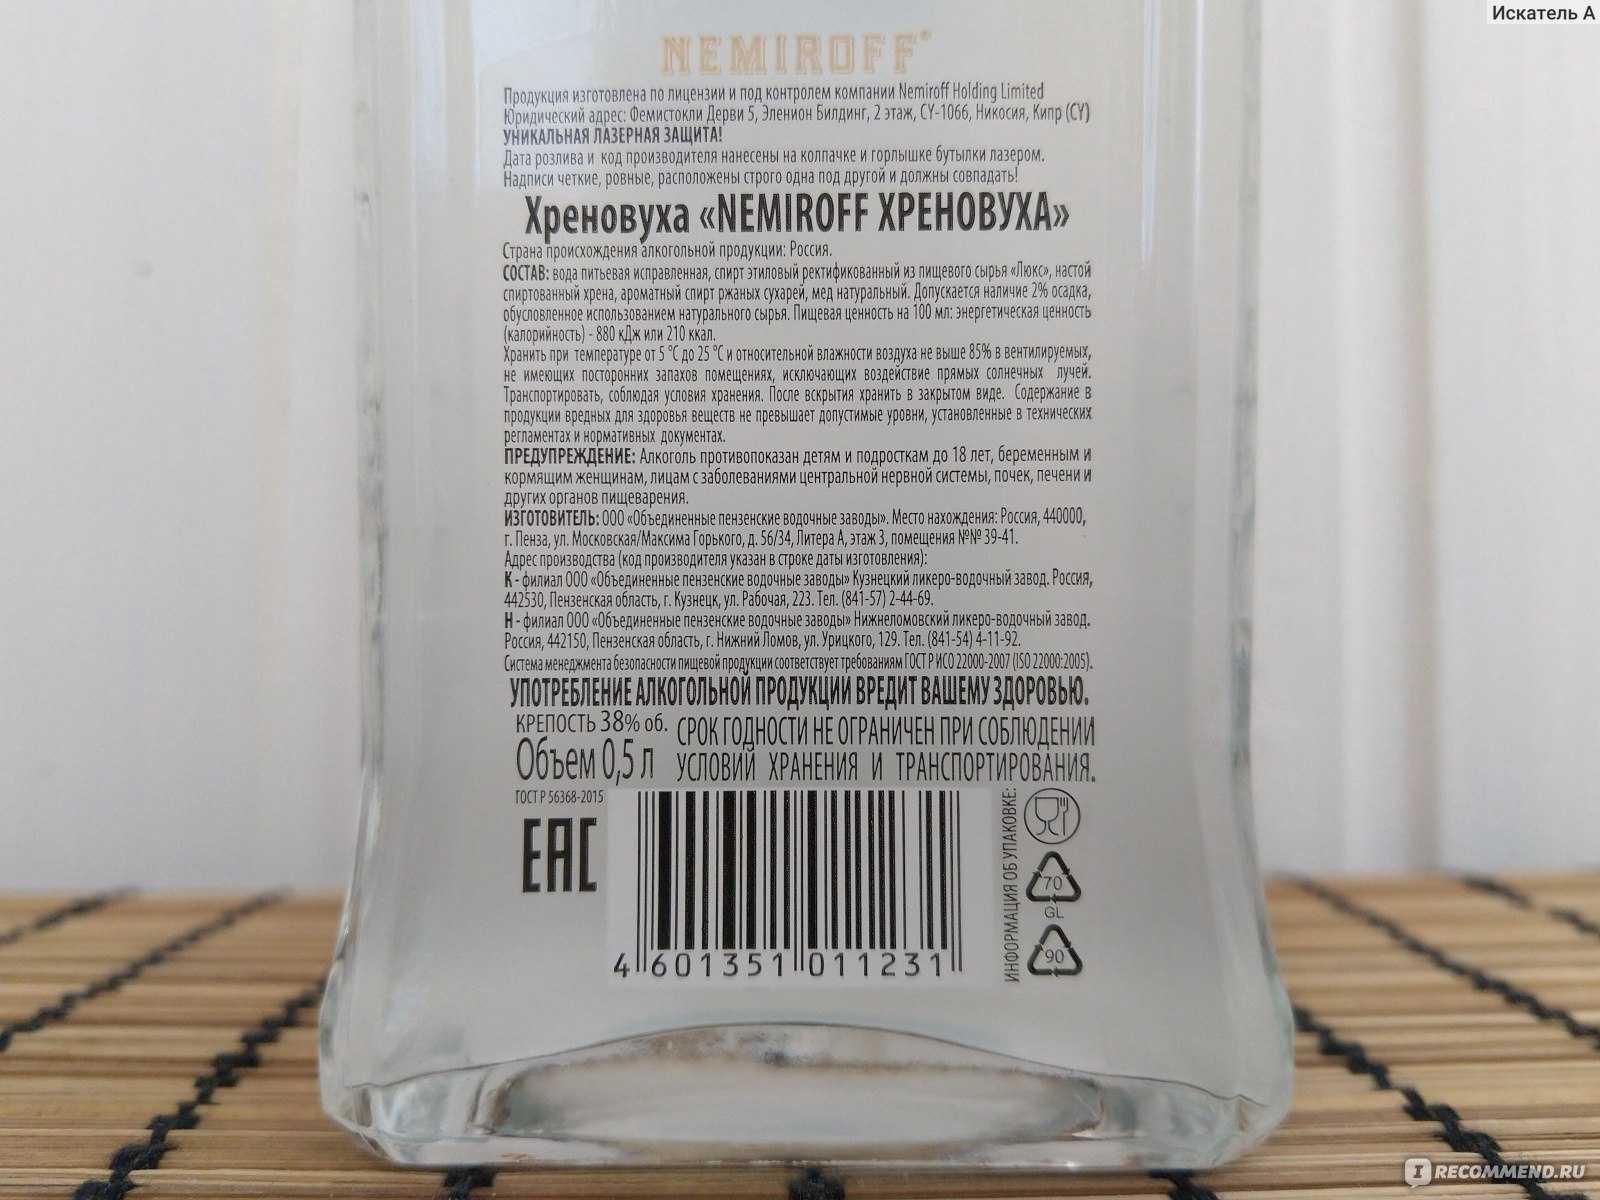 Искатель А
NEMIROFF®
Продукция изготовлена по лицензии и под контролем компании Nemiroff Holding Limited
Юридический адрес: Фемистокли Дерви 5, Эленион Билдинг, 2 этаж, CY-1066, Никосия, Кипр (CY)
УНИКАЛЬНАЯ ЛАЗЕРНАЯ ЗАЩИТА!
Дата розлива и код производителя нанесены на колпачке и горлышке бутылки лазером.
Надписи четкие, ровные, расположены строго одна под другой и должны совпадать!
Хреновуха «NEMIROFF ХРЕНОВУХА»
Страна происхождения алкогольной продукции: Россия.
СОСТАВ: вода питьевая исправленная, спирт этиловый ректификованный из пищевого сырья «Люкс», настой
спиртованный хрена, ароматный спирт ржаных сухарей, мед натуральный. Допускается наличие 2% осадка,
обусловленное использованием натурального сырья. Пищевая ценность на 100 мл: энергетическая ценность
(калорийность) - 880 кДж или 210 ккал.
Хранить при температуре от 5 °С до 25 °С и относительной влажности воздуха не выше 85% в вентилируемых,
не имеющих посторонних запахов помещениях, исключающих воздействие прямых солнечных лучей.
Транспортировать, соблюдая условия хранения. После вскрытия хранить в закрытом виде. Содержание в
продукции вредных для здоровья веществ не превышает допустимые уровни, установленные в технических
регламентах и нормативных документах.
ПРЕДУПРЕЖДЕНИЕ: Алкоголь противопоказан детям и подросткам до 18 лет, беременным и
кормящим женщинам, лицам с заболеваниями центральной нервной системы, почек, печени и
других органов пищеварения.
ИЗГОТОВИТЕЛЬ: ООО «Объединенные пензенские водочные заводы». Место нахождения: Россия, 440000,
г. Пенза, ул. Московская/Максима Горького, д. 56/34, Литера А, этаж 3, помещения №№ 39-41.
Адрес производства (код производителя указан в строке даты изготовления):
К - филиал ООО «Объединенные пензенские водочные заводы» Кузнецкий ликеро-водочный завод. Россия,
442530, Пензенская область, г. Кузнецк, ул. Рабочая, 223. Тел. (841-57) 2-44-69.
Н - филиал ООО «Объединенные пензенские водочные заводы» Нижнеломовский ликеро-водочный завод.
Россия, 442150, Пензенская область, г. Нижний Ломов, ул. Урицкого, 129. Тел. (841-54) 4-11-92.
Система менеджмента безопасности пищевой продукции соответствует требованиям ГОСТ Р ИСО 22000-2007 (ISO 22000:2005).
УПОТРЕБЛЕНИЕ АЛКОГОЛЬНОЙ ПРОДУКЦИИ ВРЕДИТ ВАШЕМУ ЗДОРОВЬЮ.
КРЕПОСТЬ 38% об.
Объем 0,5 л
СРОК ГОДНОСТИ НЕ ОГРАНИЧЕН ПРИ СОБЛЮДЕНИИ
УСЛОВИЙ ХРАНЕНИЯ И ТРАНСПОРТИРОВАНИЯ.
ГОСТ Р 56368-2015
ЕАС
4 601351 011231
ИНФОРМАЦИЯ ОБ УПАКОВКЕ:
70
GL
90
IRECOMMEND.RU